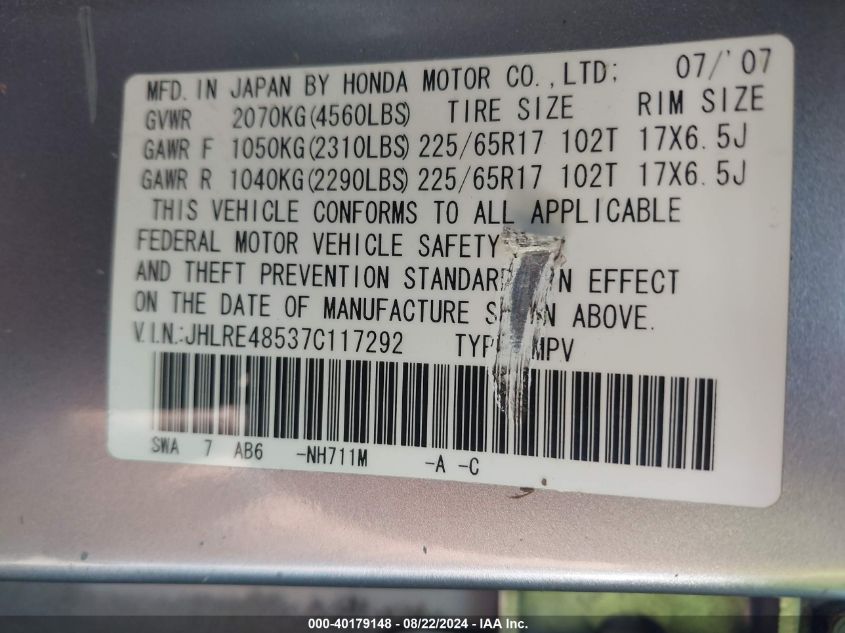 MFD. IN JAPAN BY HONDA MOTOR CO.,LTD: 07/'07
GVWR 2070KG(4560LBS) TIRE SIZE RIM SIZE
GAWR F 1050KG(2310LBS) 225/65R17 102T 17X6.5J
GAWR R 1040KG(2290LBS) 225/65R17 102T 17X6.5J
THIS VEHICLE CONFORMS TO ALL APPLICABLE
FEDERAL MOTOR VEHICLE SAFETY
AND THEFT PREVENTION STANDARD EFFECT
ON THE DATE OF MANUFACTURE ABOVE.
V.I.N.:JHLRE48537C117292 MPV
SWA 7 AB6 -NH711M -A -C
000-40179148 - 08/22/2024 - IAA Inc.